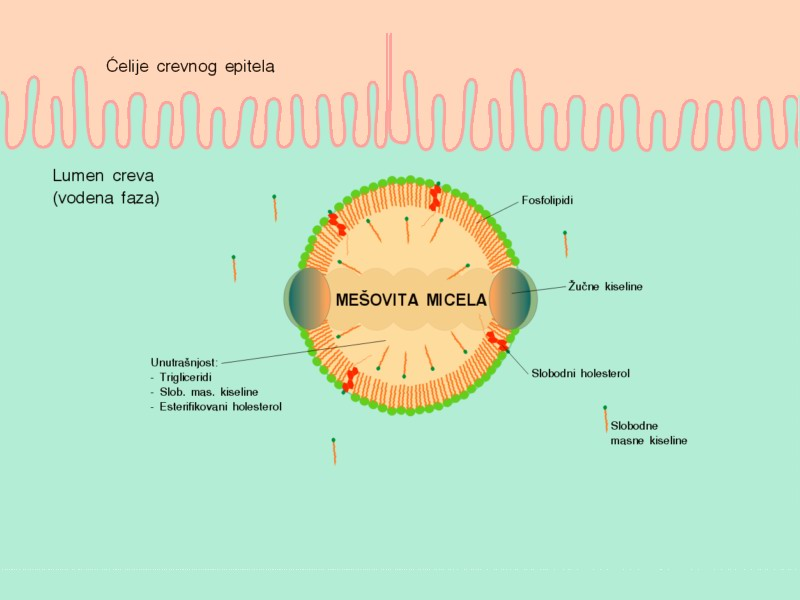 Ćelije crevnog epitela
Lumen creva
(vodena faza)
Fosfolipidi
Žučne kiseline
MEŠOVITA MICELA
Unutrašnjost:
- Trigliceridi
- Slob. mas. kiseline
- Esterifikovani holesterol
Slobodni holesterol
Slobodne
masne kiseline